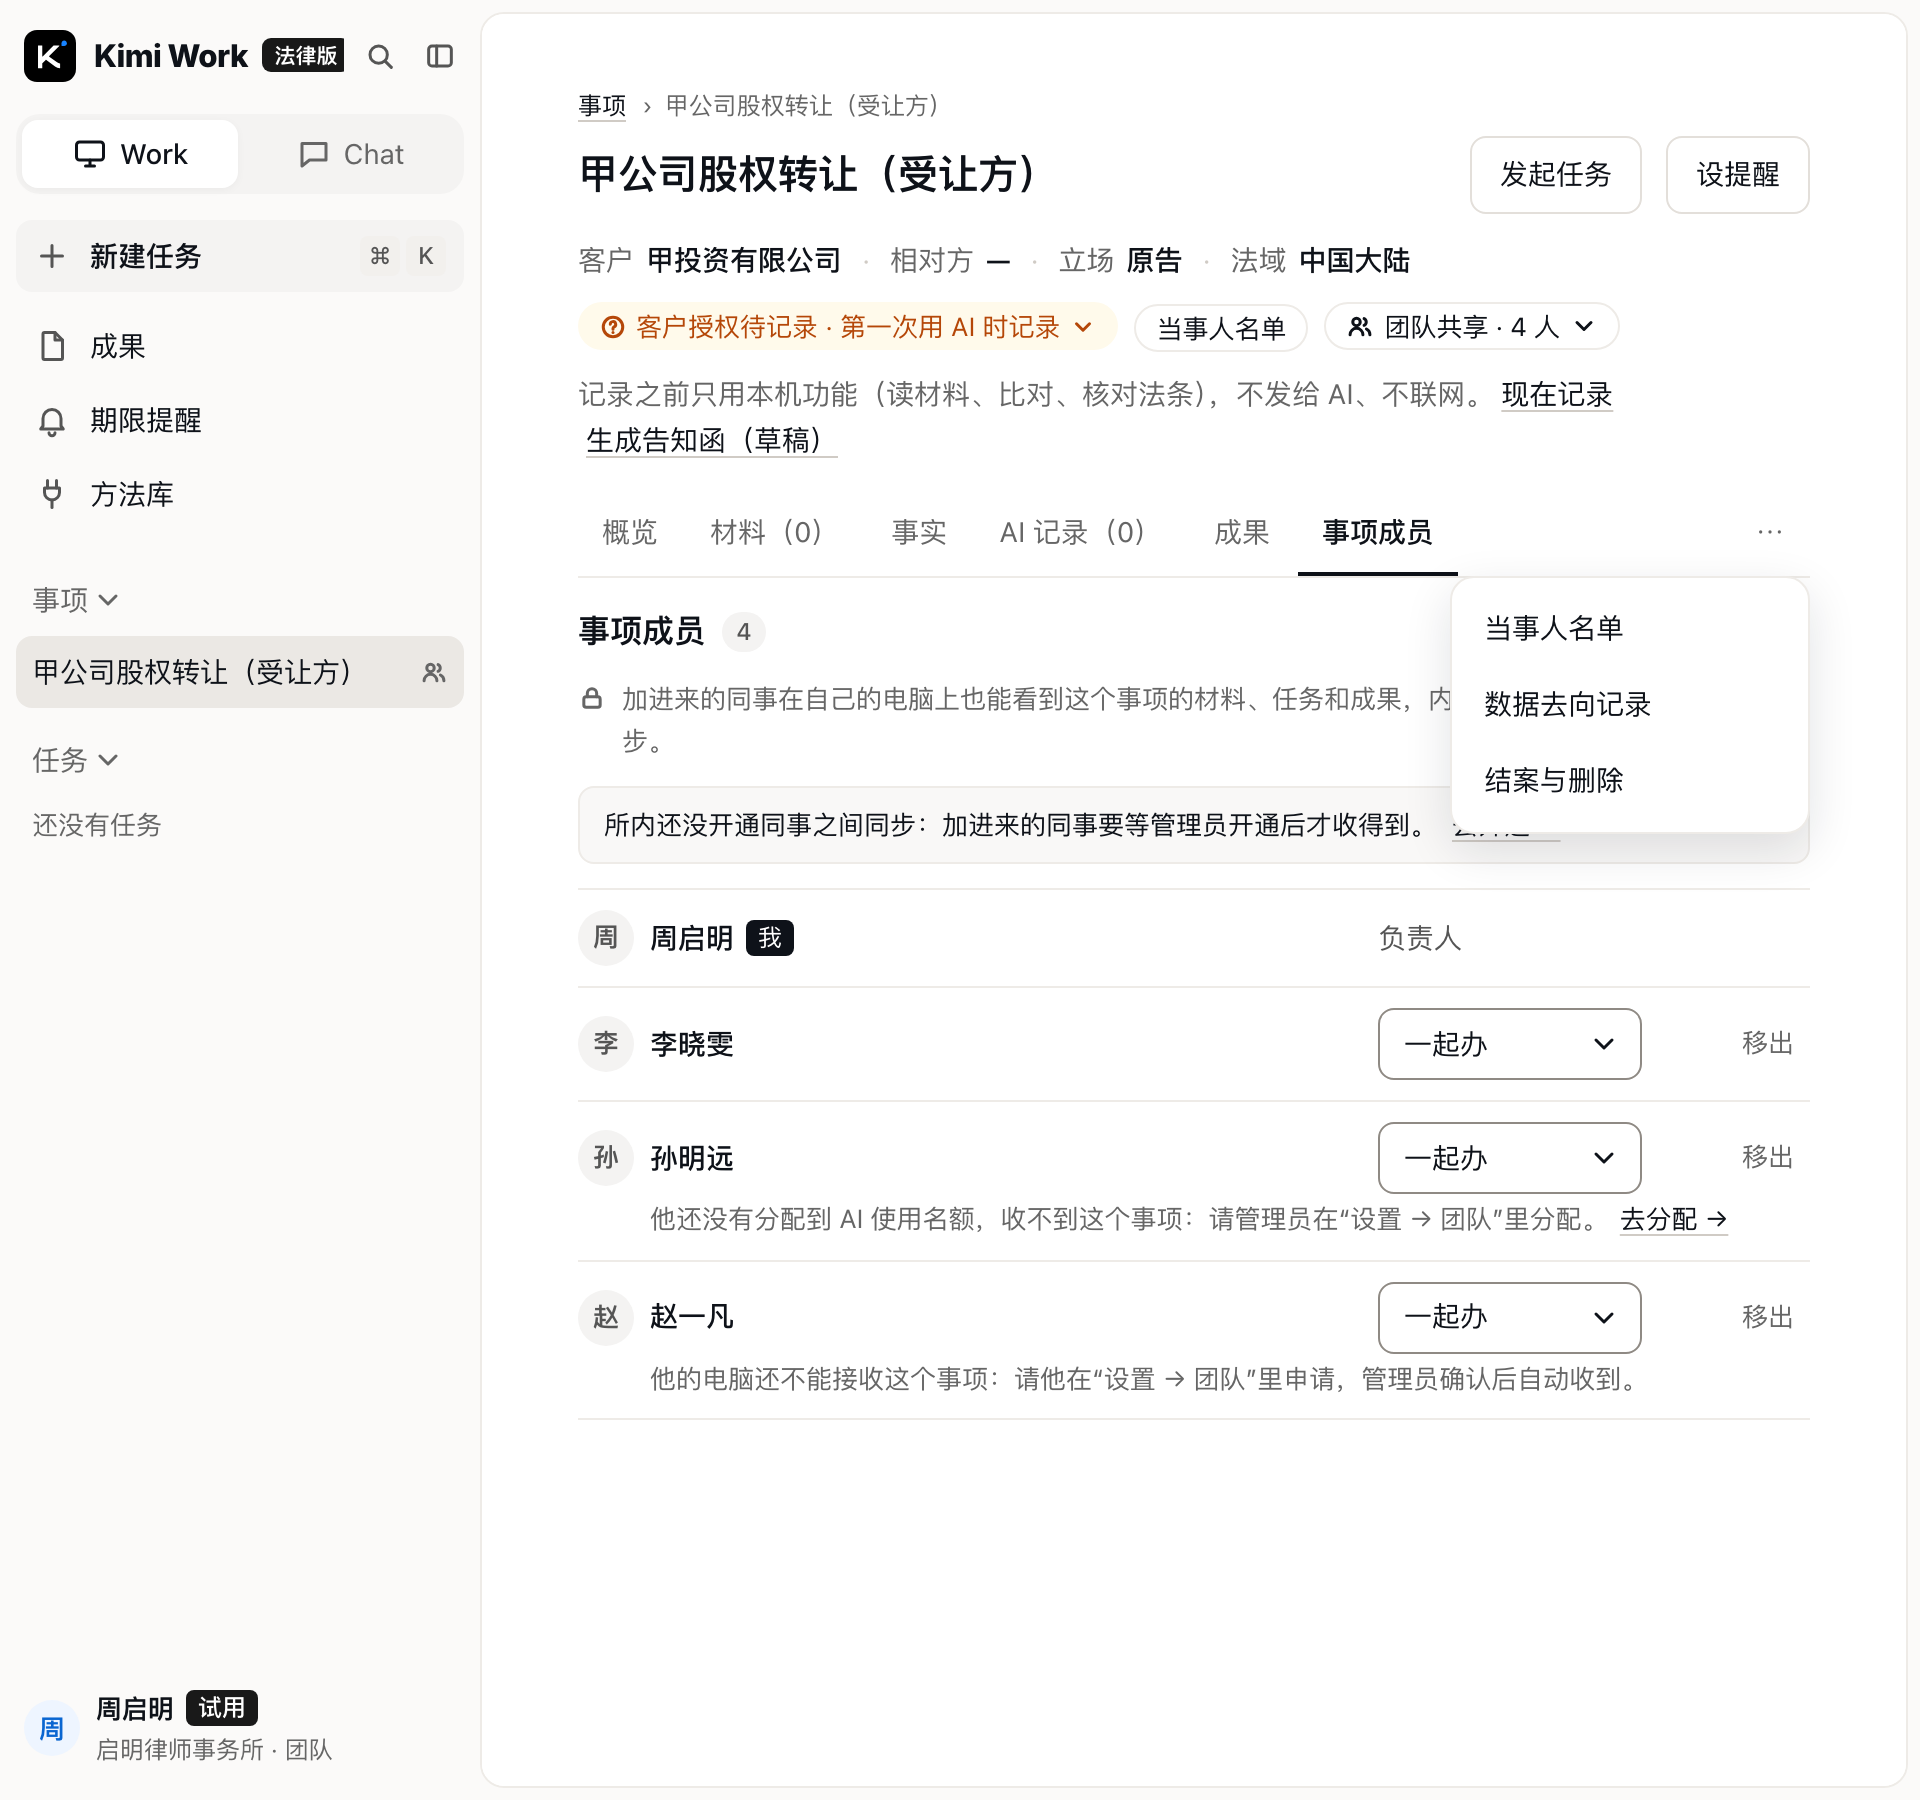 Kimi Work 法律版
Work
Chat
新建任务 ⌘ K
成果
期限提醒
方法库
事项
甲公司股权转让（受让方）
任务
还没有任务
周
周启明 试用
启明律师事务所 · 团队
事项 › 甲公司股权转让（受让方）
甲公司股权转让（受让方）
发起任务
设提醒
客户 甲投资有限公司 · 相对方 — · 立场 原告 · 法域 中国大陆
客户授权待记录 · 第一次用 AI 时记录
当事人名单
团队共享 · 4 人
记录之前只用本机功能（读材料、比对、核对法条），不发给 AI、不联网。 现在记录
生成告知函（草稿）
概览 材料（0） 事实 AI 记录（0） 成果 事项成员 ···
当事人名单
数据去向记录
结案与删除
事项成员 4
加进来的同事在自己的电脑上也能看到这个事项的材料、任务和成果，内
步。
所内还没开通同事之间同步：加进来的同事要等管理员开通后才收得到。
周 周启明 我 负责人
李 李晓雯 一起办 移出
孙 孙明远 一起办 移出
他还没有分配到 AI 使用名额，收不到这个事项：请管理员在“设置 → 团队”里分配。 去分配 →
赵 赵一凡 一起办 移出
他的电脑还不能接收这个事项：请他在“设置 → 团队”里申请，管理员确认后自动收到。